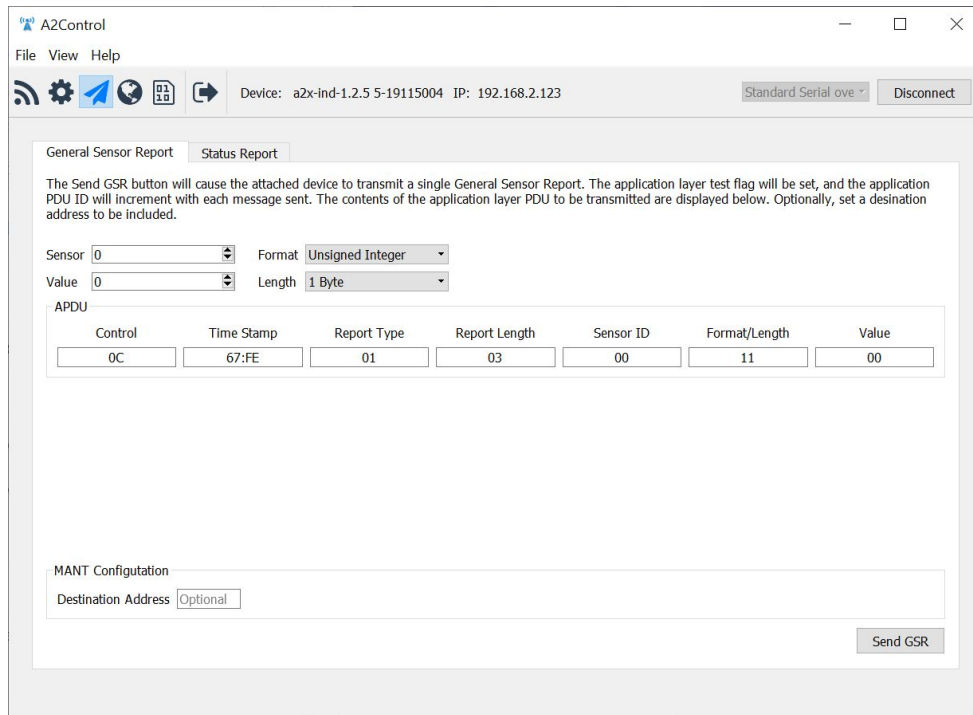 A2Control
File View Help
Device: a2x-ind-1.2.5 5-19115004 IP: 192.168.2.123 Standard Serial ove Disconnect
General Sensor Report Status Report
The Send GSR button will cause the attached device to transmit a single General Sensor Report. The application layer test flag will be set, and the application
PDU ID will increment with each message sent. The contents of the application layer PDU to be transmitted are displayed below. Optionally, set a desination
address to be included.
Sensor 0 Format Unsigned Integer
Value 0 Length 1 Byte
APDU
Control Time Stamp Report Type Report Length Sensor ID Format/Length Value
0C 67:FE 01 03 00 11 00
MANT Configutation
Destination Address Optional
Send GSR